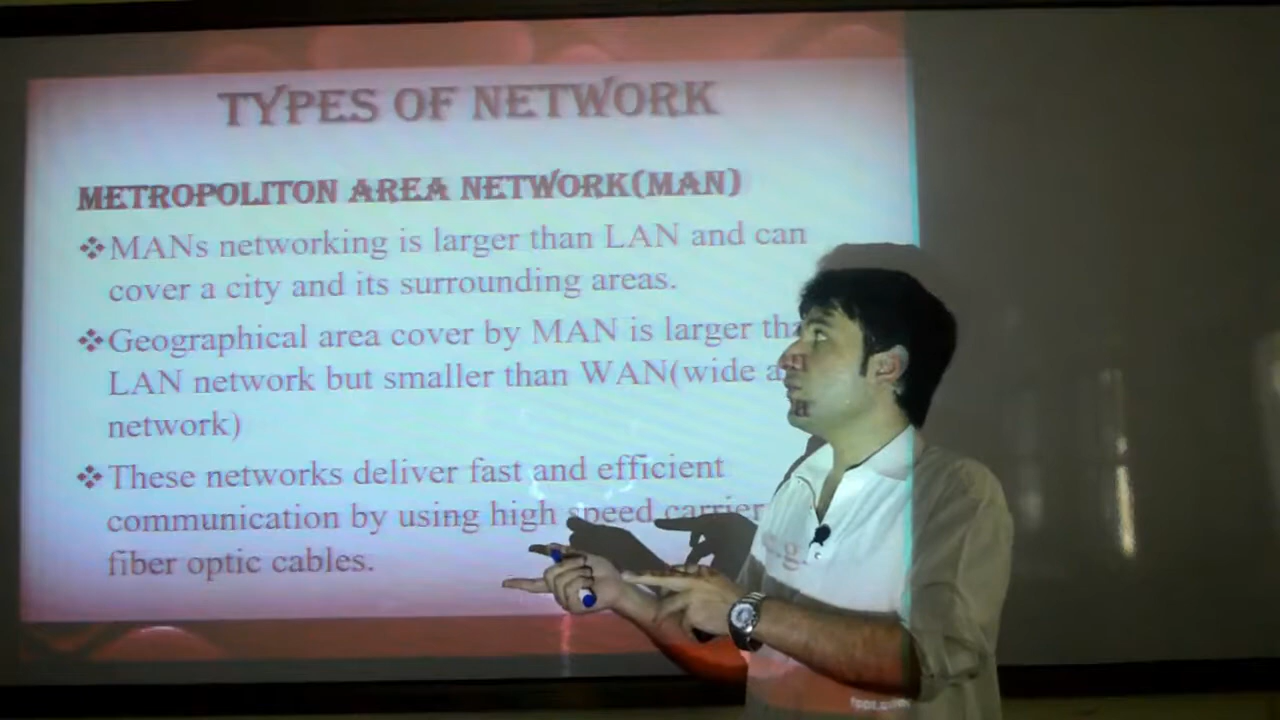 TYPES OF NETWORK
METROPOLITON AREA NETWORK(MAN)
❖MANs networking is larger than LAN and can
cover a city and its surrounding areas.
❖Geographical area cover by MAN is larger tha
LAN network but smaller than WAN(wide a
network)
❖These networks deliver fast and efficient
communication by using high speed carrier
e.g.
fiber optic cables.